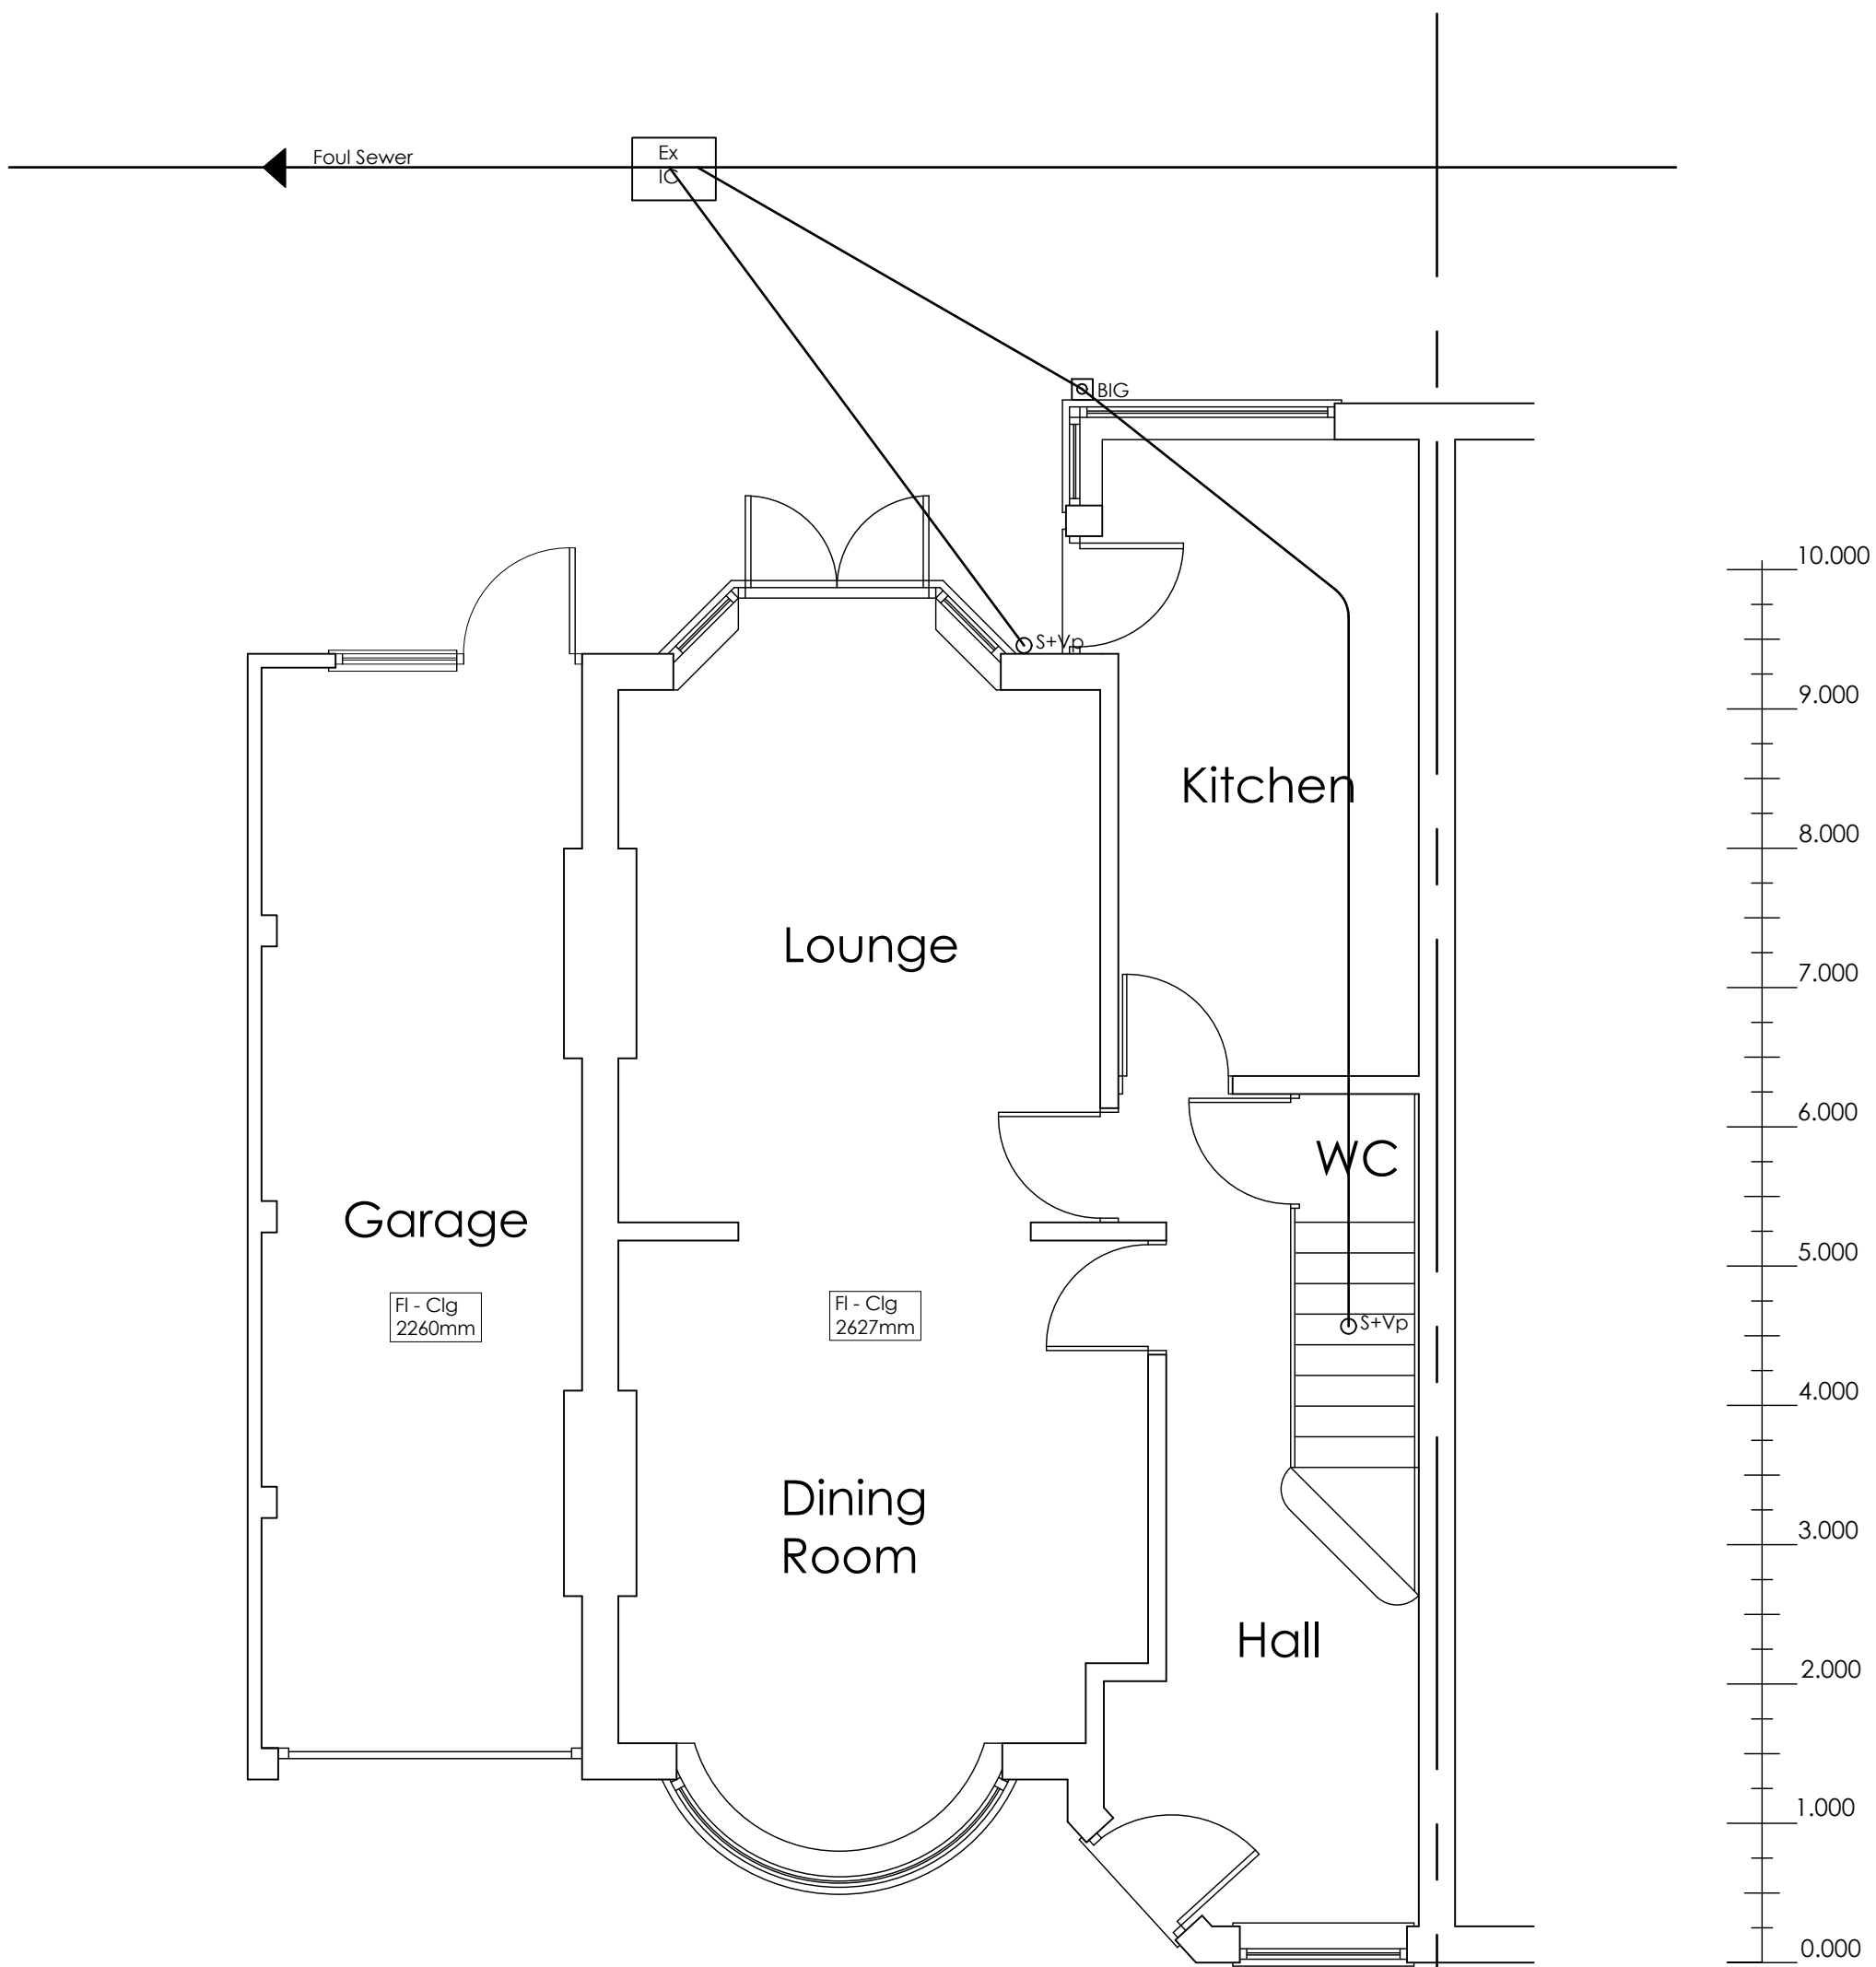 Foul Sewer
Ex
IC
BIG
S+Vp
Kitchen
Lounge
WC
Garage
Fl - Clg
2260mm
Fl - Clg
2627mm
S+Vp
Dining
Room
Hall
10.000
9.000
8.000
7.000
6.000
5.000
4.000
3.000
2.000
1.000
0.000